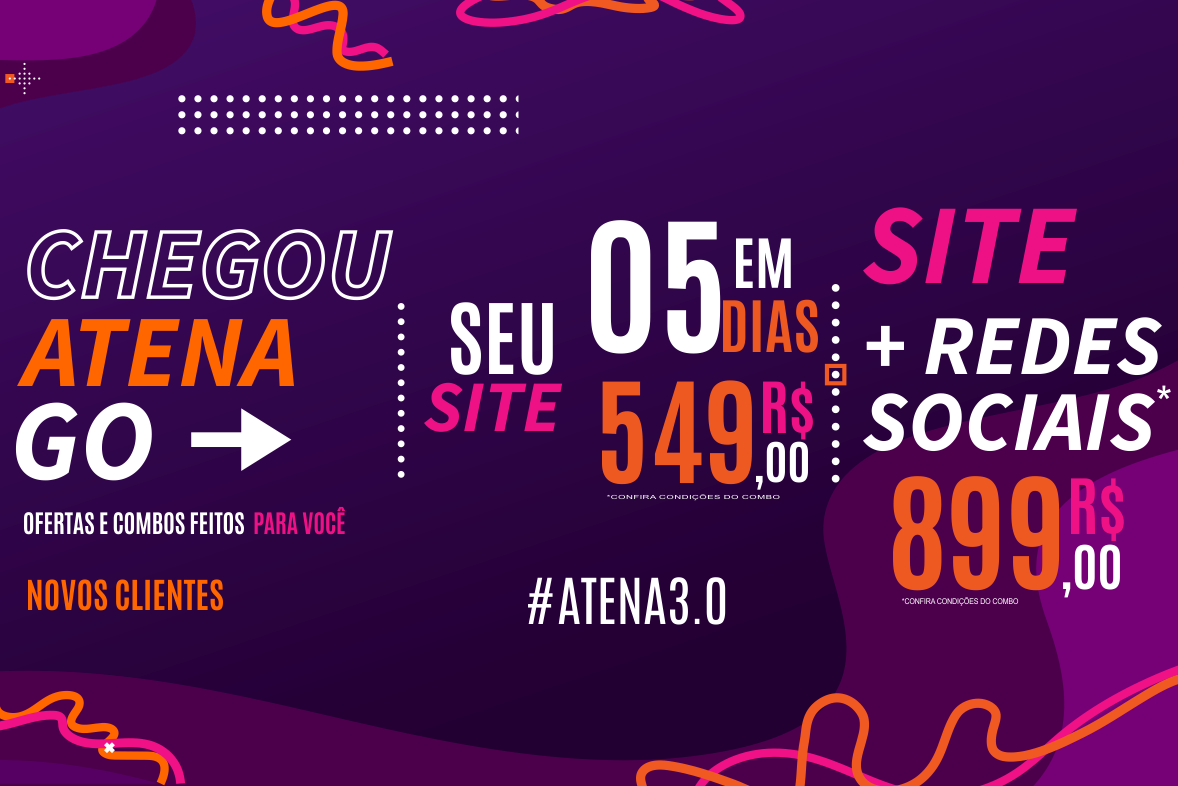 CHEGOU
ATENA
GO
OFERTAS E COMBOS FEITOS PARA VOCÊ
NOVOS CLIENTES
SEU
SITE
05 EM
DIAS
549 R$
,00
*CONFIRA CONDIÇÕES DO COMBO
#ATENA3.0
SITE
+ REDES
SOCIAIS*
899 R$
,00
*CONFIRA CONDIÇÕES DO COMBO